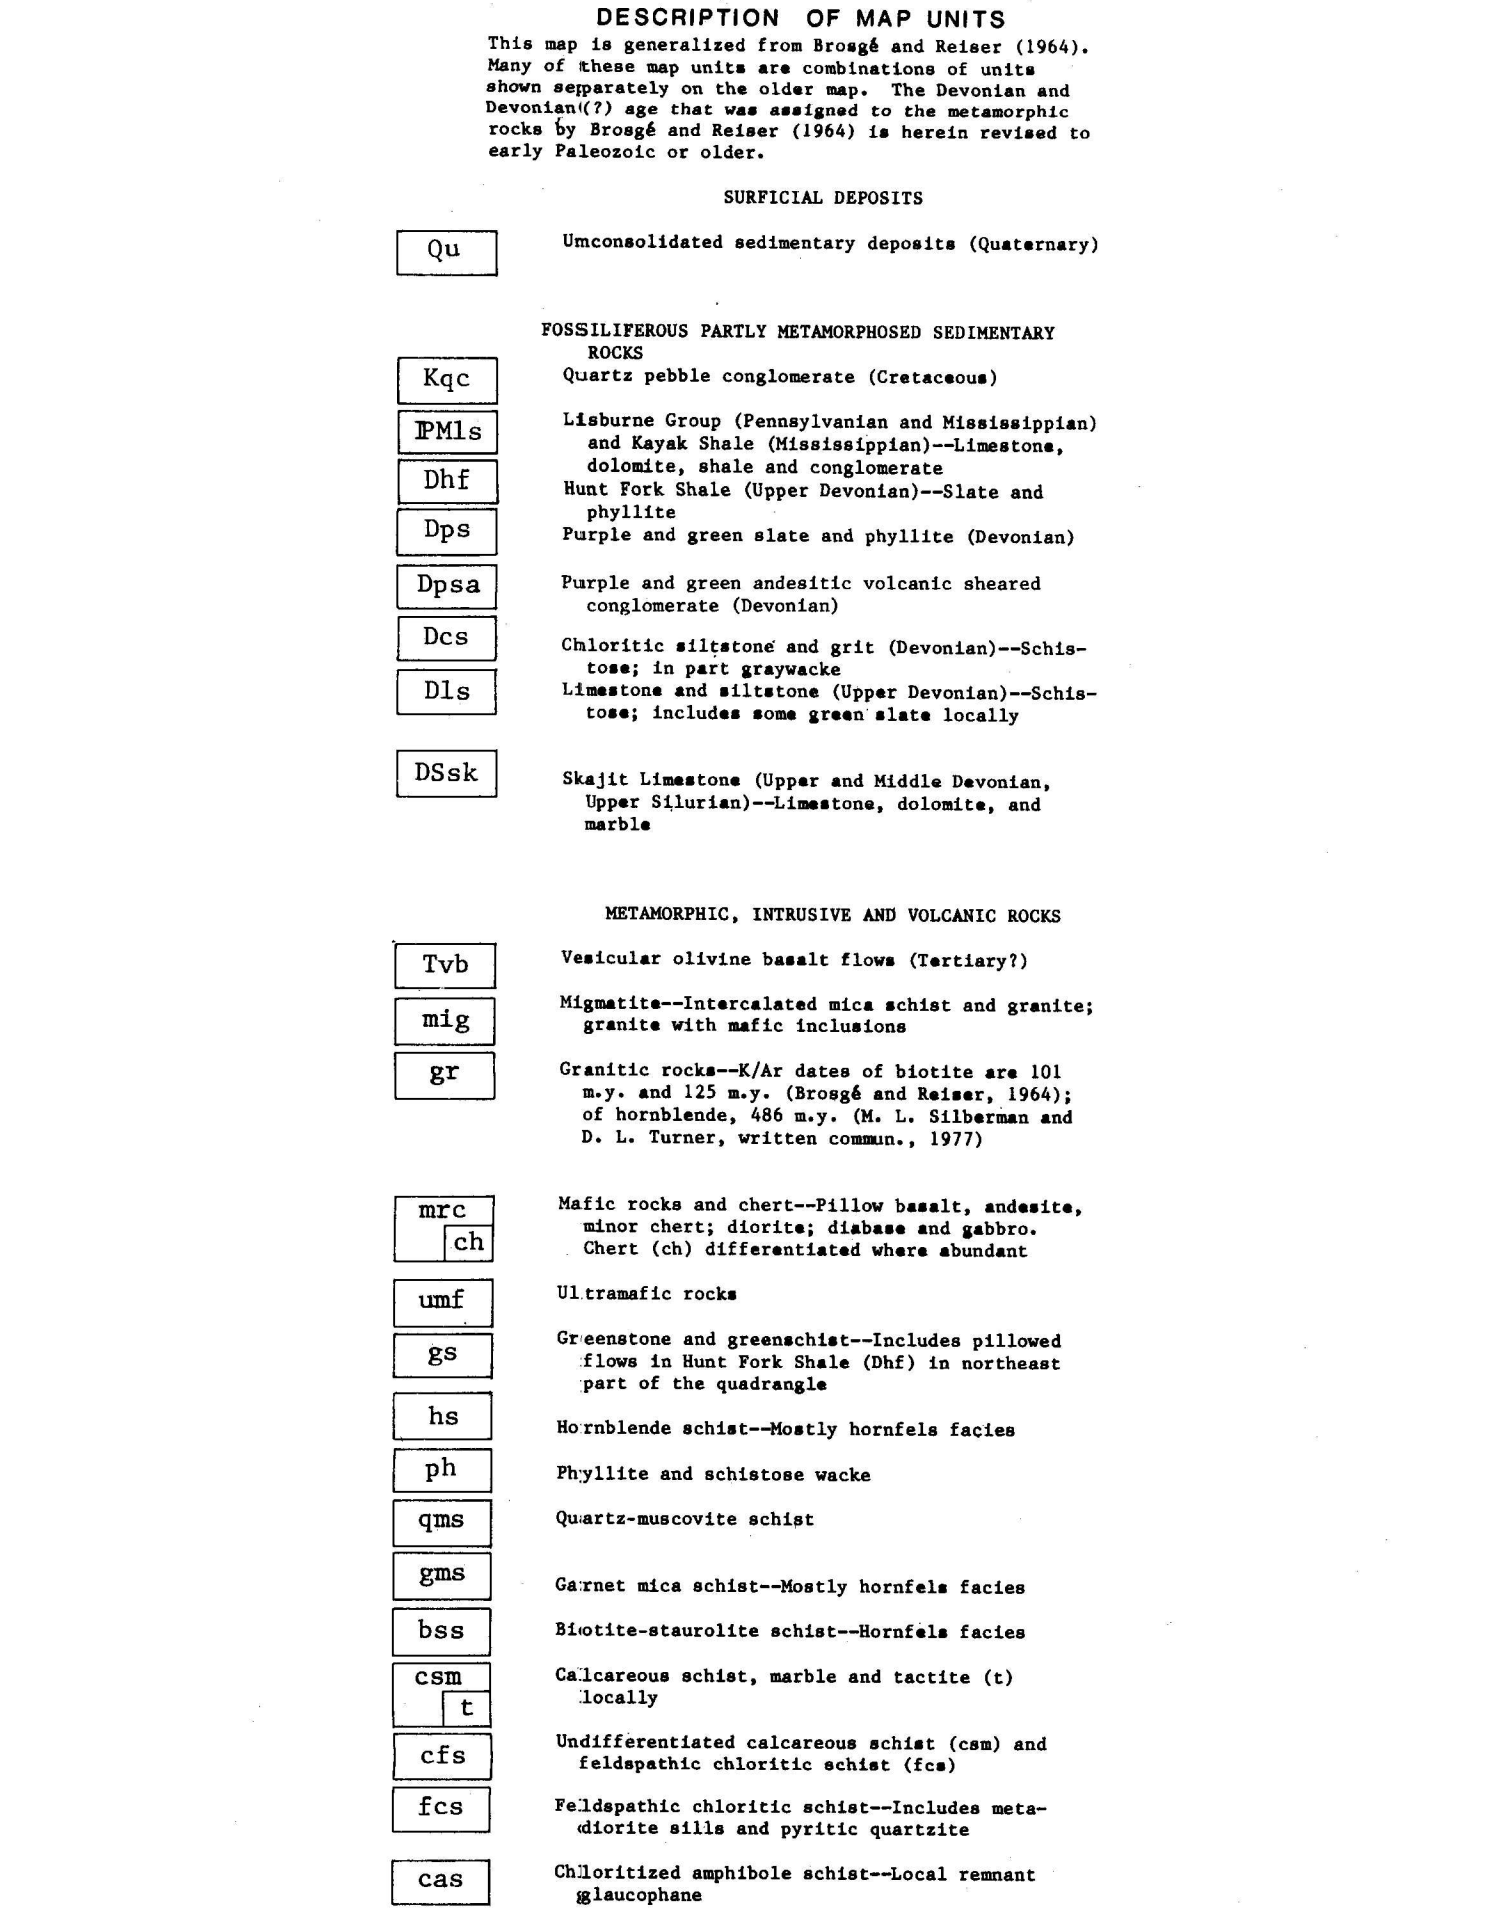 DESCRIPTION OF MAP UNITS
This map is generalized from Brosgé and Reiser (1964).
Many of these map units are combinations of units
shown separately on the older map. The Devonian and
Devonian(?) age that was assigned to the metamorphic
rocks by Brosgé and Reiser (1964) is herein revised to
early Paleozoic or older.
SURFICIAL DEPOSITS
Qu Unconsolidated sedimentary deposits (Quaternary)
FOSSILIFEROUS PARTLY METAMORPHOSED SEDIMENTARY
ROCKS
Kqc Quartz pebble conglomerate (Cretaceous)
IPMls Lisburne Group (Pennsylvanian and Mississippian)
and Kayak Shale (Mississippian)--Limestone,
dolomite, shale and conglomerate
Dhf Hunt Fork Shale (Upper Devonian)--Slate and
phyllite
Dps Purple and green slate and phyllite (Devonian)
Dpsa Purple and green andesitic volcanic sheared
conglomerate (Devonian)
Dcs Chloritic siltstone and grit (Devonian)--Schis-
tose; in part graywacke
Dls Limestone and siltstone (Upper Devonian)--Schis-
tose; includes some green slate locally
DSsk Skajit Limestone (Upper and Middle Devonian,
Upper Silurian)--Limestone, dolomite, and
marble
METAMORPHIC, INTRUSIVE AND VOLCANIC ROCKS
Tvb Vesicular olivine basalt flows (Tertiary?)
mig Migmatite--Intercalated mica schist and granite;
granite with mafic inclusions
gr Granitic rocks--K/Ar dates of biotite are 101
m.y. and 125 m.y. (Brosgé and Reiser, 1964);
of hornblende, 486 m.y. (M. L. Silberman and
D. L. Turner, written commun., 1977)
mrc Mafic rocks and chert--Pillow basalt, andesite,
minor chert; diorite; diabase and gabbro.
ch Chert (ch) differentiated where abundant
umf Ultramafic rocks
gs Greenstone and greenschist--Includes pillowed
flows in Hunt Fork Shale (Dhf) in northeast
part of the quadrangle
hs Hornblende schist--Mostly hornfels facies
ph Phyllite and schistose wacke
qms Quartz-muscovite schist
gms Garnet mica schist--Mostly hornfels facies
bss Biotite-staurolite schist--Hornfels facies
csm Calcareous schist, marble and tactite (t)
t locally
cfs Undifferentiated calcareous schist (csm) and
feldspathic chloritic schist (fcs)
fcs Feldspathic chloritic schist--Includes meta-
diorite sills and pyritic quartzite
cas Chloritized amphibole schist--Local remnant
glaucophane